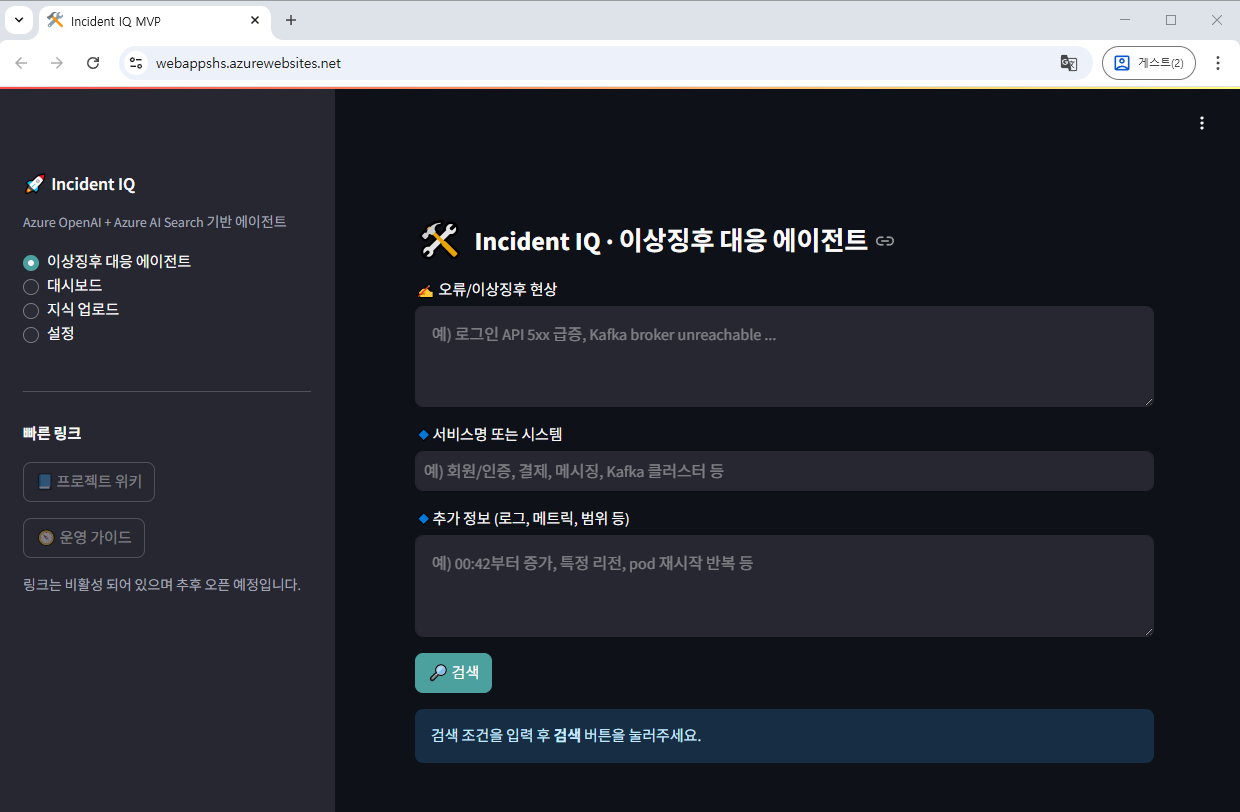 Incident IQ MVP
webappshs.azurewebsites.net
게스트(2)
Incident IQ
Azure OpenAI + Azure AI Search 기반 에이전트
이상징후 대응 에이전트
대시보드
지식 업로드
설정
빠른 링크
프로젝트 위키
운영 가이드
링크는 비활성 되어 있으며 추후 오픈 예정입니다.
Incident IQ · 이상징후 대응 에이전트
오류/이상징후 현상
예) 로그인 API 5xx 급증, Kafka broker unreachable ...
서비스명 또는 시스템
예) 회원/인증, 결제, 메시징, Kafka 클러스터 등
추가 정보 (로그, 메트릭, 범위 등)
예) 00:42부터 증가, 특정 리전, pod 재시작 반복 등
검색
검색 조건을 입력 후 검색 버튼을 눌러주세요.